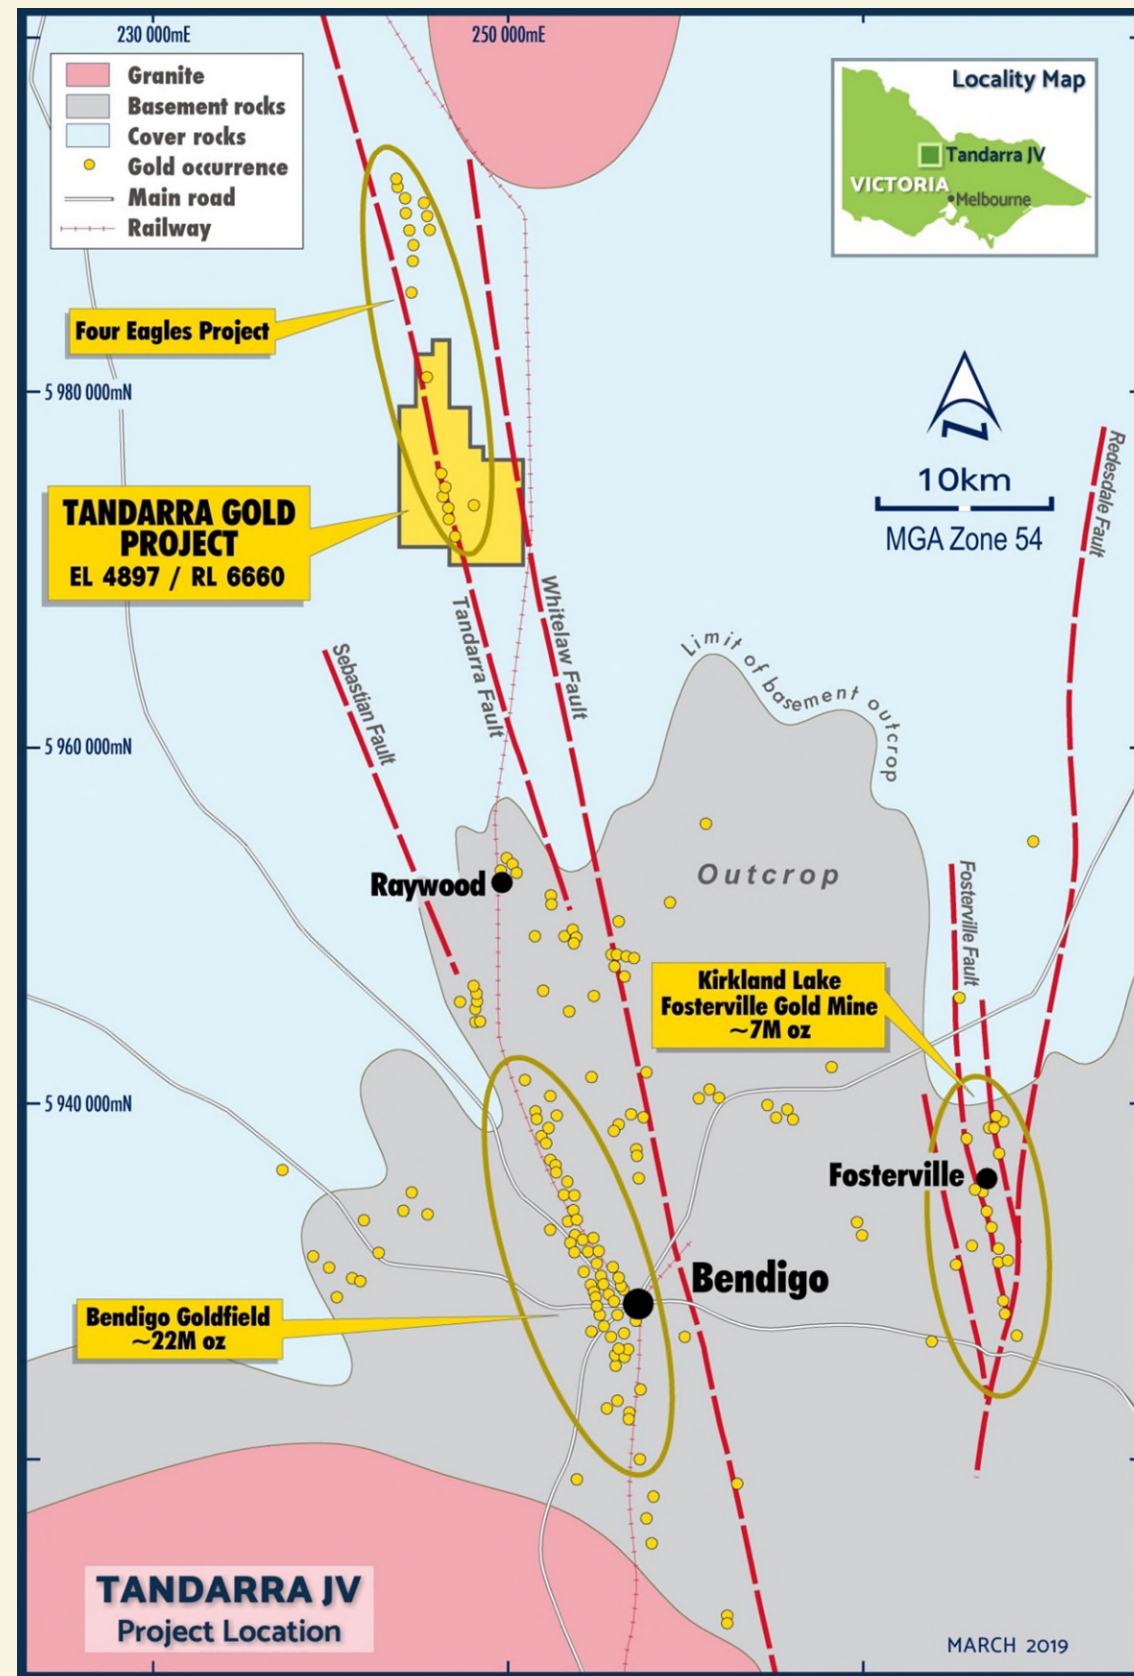 230 000mE
250 000mE
Granite
Basement rocks
Cover rocks
Gold occurrence
Main road
Railway
Locality Map
Tandarra JV
VICTORIA
Melbourne
Four Eagles Project
5 980 000mN
TANDARRA GOLD
PROJECT
EL 4897 / RL 6660
N
10km
MGA Zone 54
Redesdale Fault
Whitelaw Fault
Tandarra Fault
Sebastian Fault
Limit of basement outcrop
5 960 000mN
Raywood
Outcrop
Fosterville Fault
Kirkland Lake
Fosterville Gold Mine
~7M oz
5 940 000mN
Fosterville
Bendigo
Bendigo Goldfield
~22M oz
TANDARRA JV
Project Location
MARCH 2019